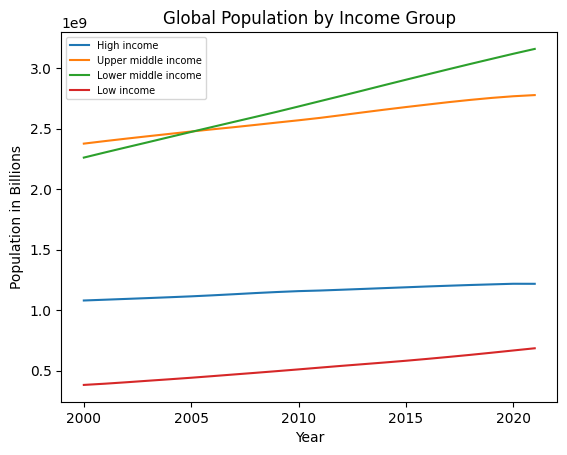 Global Population by Income Group
1e9
High income
Upper middle income
Lower middle income
Low income
3.0
2.5
2.0
1.5
1.0
0.5
Population in Billions
2000 2005 2010 2015 2020
Year